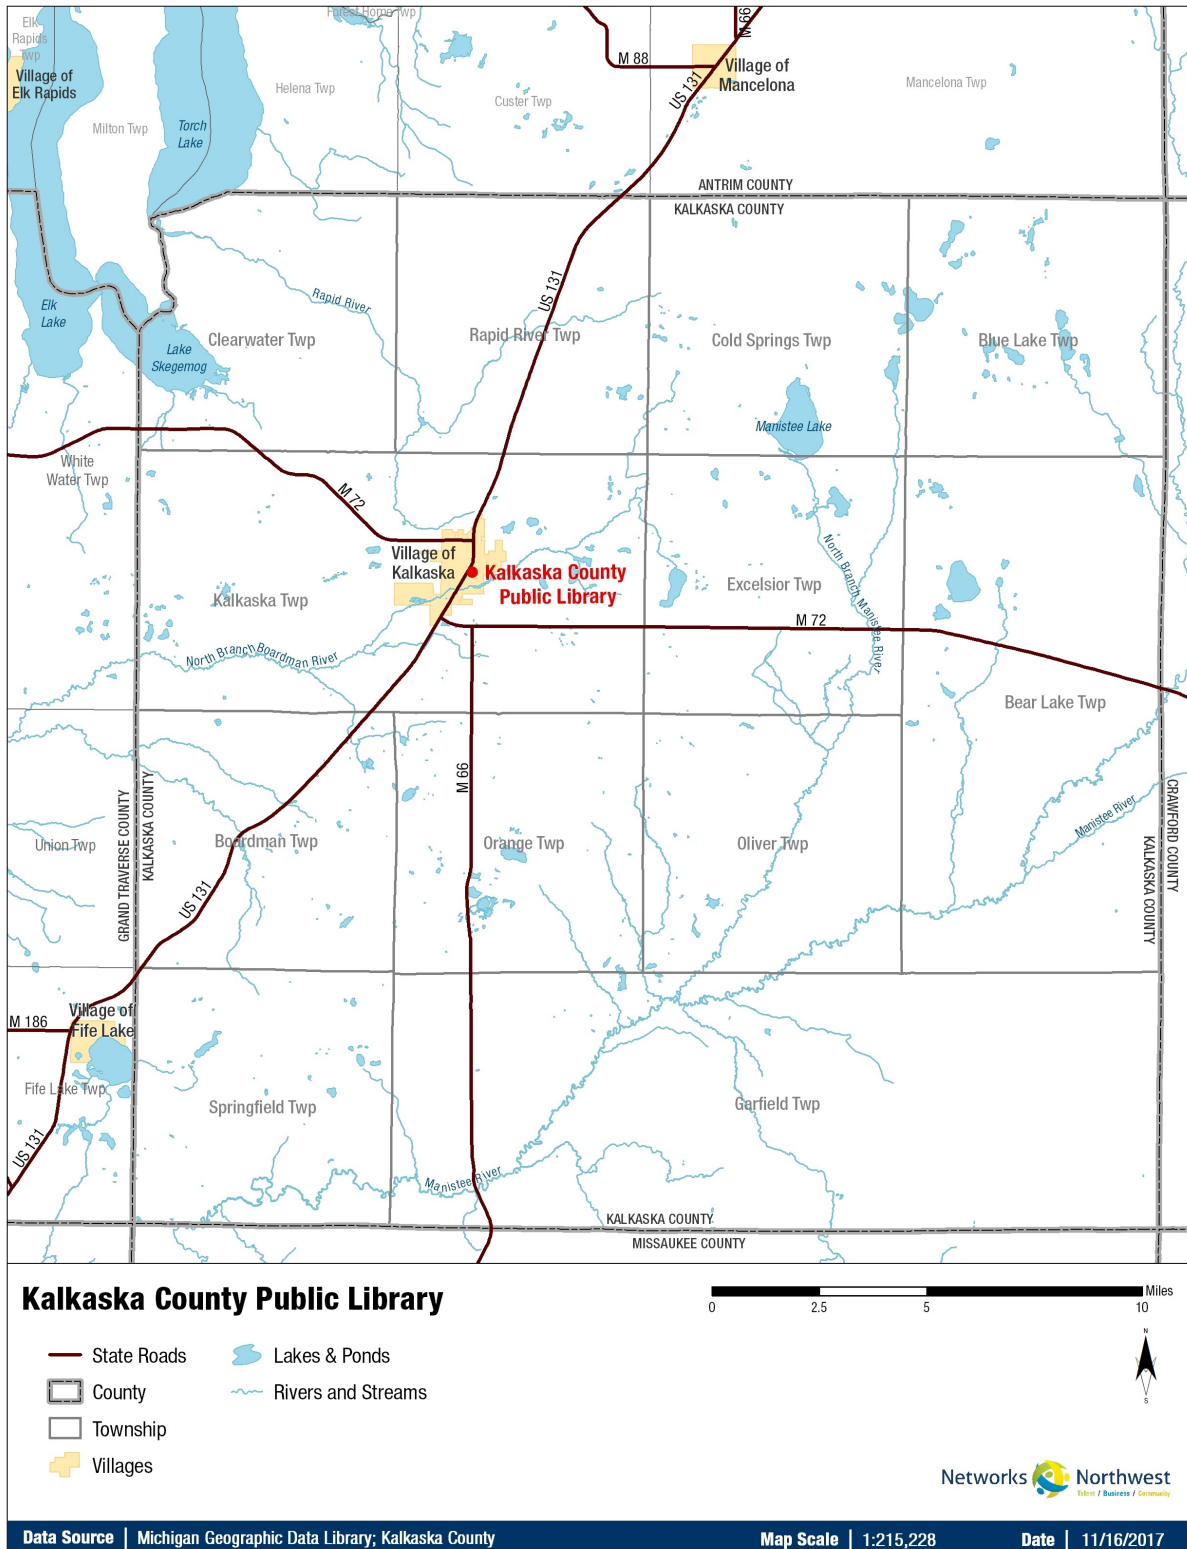 Forest Home Twp
M 66
Elk
Rapids
Twp
M 88
Village of
Mancelona
Village of
Elk Rapids
Helena Twp
Custer Twp
US 131
Mancelona Twp
Milton Twp
Torch
Lake
ANTRIM COUNTY
KALKASKA COUNTY
Rapid River
US 131
Elk
Lake
Clearwater Twp
Rapid River Twp
Cold Springs Twp
Blue Lake Twp
Lake
Skegemog
Manistee Lake
White
Water Twp
M 72
Village of
Kalkaska
Kalkaska County
Public Library
North Branch Manistee River
Kalkaska Twp
Excelsior Twp
M 72
North Branch Boardman River
Bear Lake Twp
M 66
GRAND TRAVERSE COUNTY
KALKASKA COUNTY
Manistee River
CRAWFORD COUNTY
KALKASKA COUNTY
Union Twp
Boardman Twp
Orange Twp
Oliver Twp
US 131
Village of
Fife Lake
M 186
Fife Lake Twp
Springfield Twp
Garfield Twp
US 131
Manistee River
KALKASKA COUNTY
MISSAUKEE COUNTY
Kalkaska County Public Library
Miles
0 2.5 5 10
State Roads
Lakes & Ponds
County
Rivers and Streams
Township
Villages
N
S
Networks Northwest
Talent / Business / Community
Data Source | Michigan Geographic Data Library; Kalkaska County
Map Scale | 1:215,228
Date | 11/16/2017